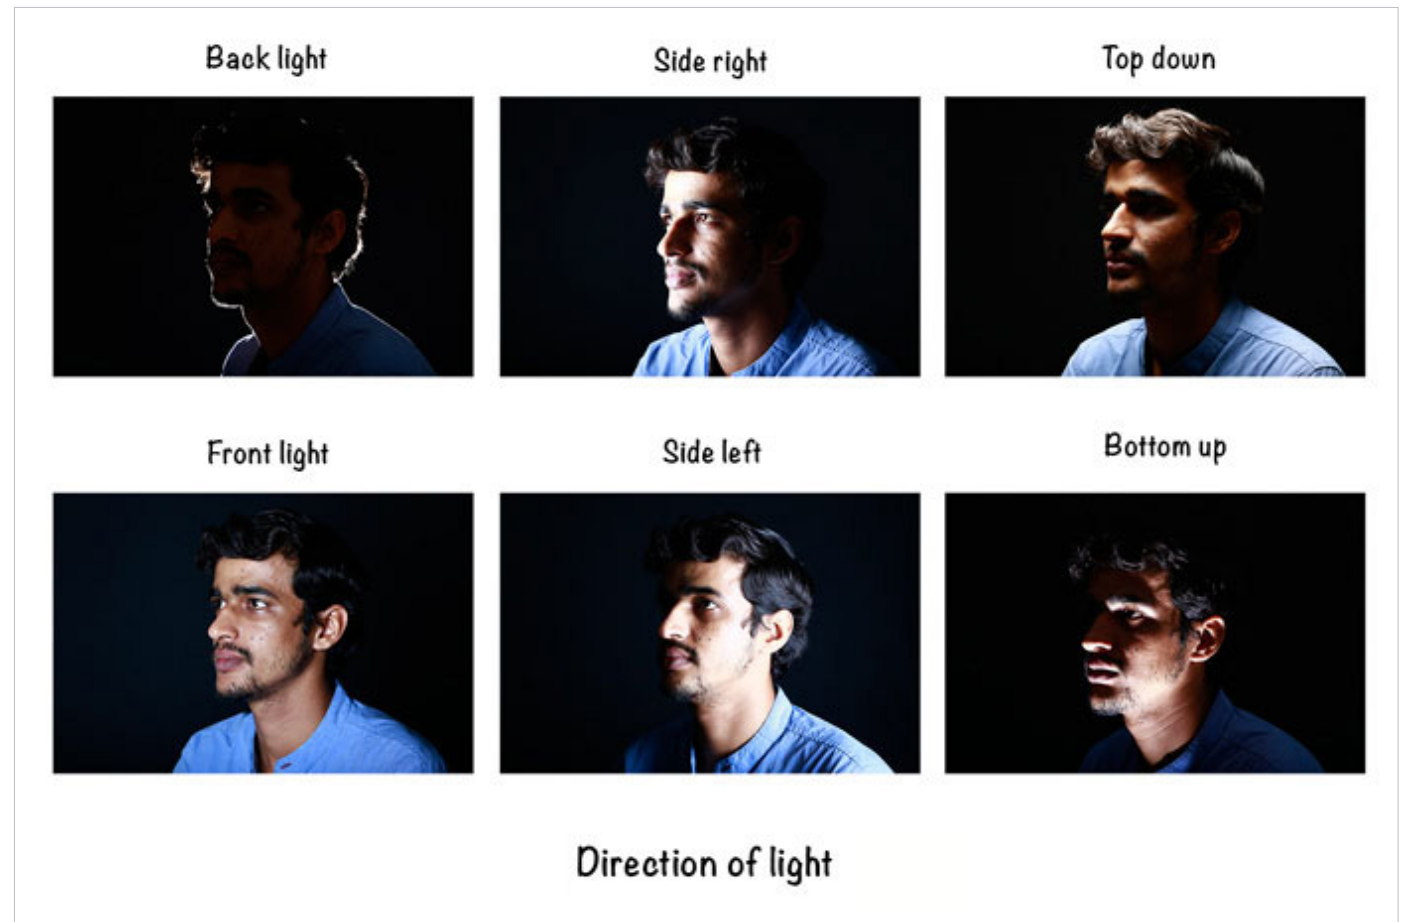 Back light
Side right
Top down
Front light
Side left
Bottom up
Direction of light